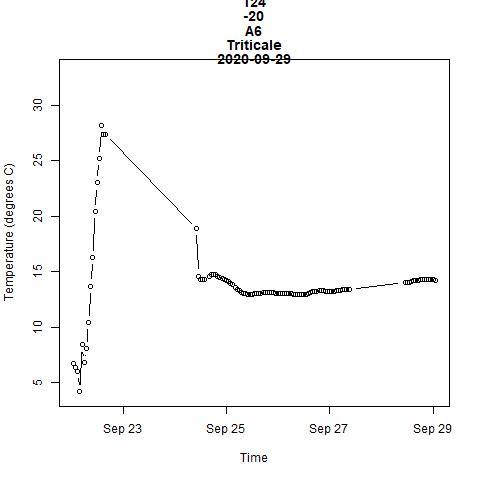 124
-20
A6
Triticale
2020-09-29
Temperature (degrees C)
30
25
20
15
10
5
Sep 23
Sep 25
Sep 27
Sep 29
Time